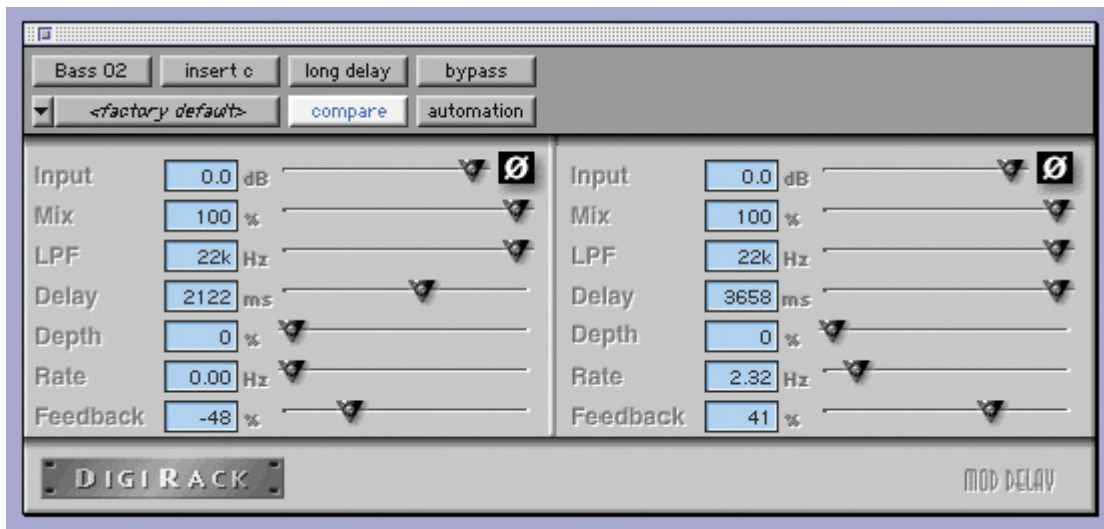 Bass 02 insert c long delay bypass
<factory default> compare automation
Input 0.0 dB Ø Input 0.0 dB Ø
Mix 100 % Mix 100 %
LPF 22k Hz LPF 22k Hz
Delay 2122 ms Delay 3658 ms
Depth 0 % Depth 0 %
Rate 0.00 Hz Rate 2.32 Hz
Feedback -48 % Feedback 41 %
DIGIRACK MOD DELAY